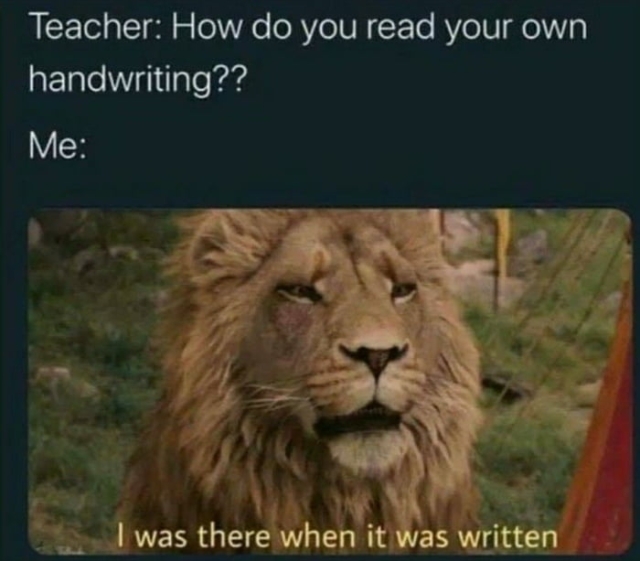 Teacher: How do you read your own
handwriting??
Me:
I was there when it was written